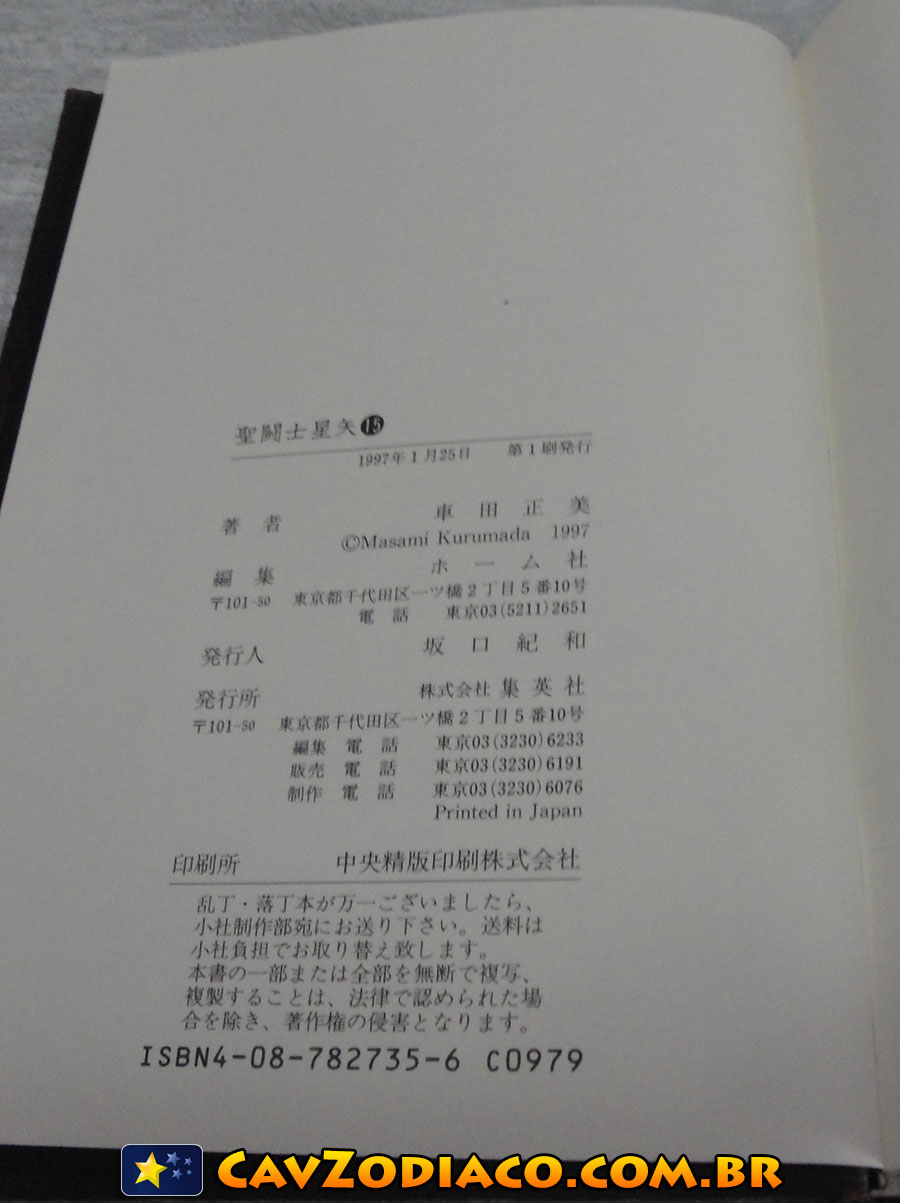 聖闘士星矢⓯
1997年1月25日 第1刷発行
著者 車田正美
©Masami Kurumada 1997
編集 ホーム社
〒101-50 東京都千代田区一ツ橋2丁目5番10号
電話 東京03(5211)2651
発行人 坂口紀和
発行所 株式会社 集英社
〒101-50 東京都千代田区一ツ橋2丁目5番10号
編集 電話 東京03(3230)6233
販売 電話 東京03(3230)6191
制作 電話 東京03(3230)6076
Printed in Japan
印刷所 中央精版印刷株式会社
乱丁・落丁本が万一ございましたら、
小社制作部宛にお送り下さい。送料は
小社負担でお取り替え致します。
本書の一部または全部を無断で複写、
複製することは、法律で認められた場
合を除き、著作権の侵害となります。
ISBN4-08-782735-6 C0979
CAVZODIACO.COM.BR